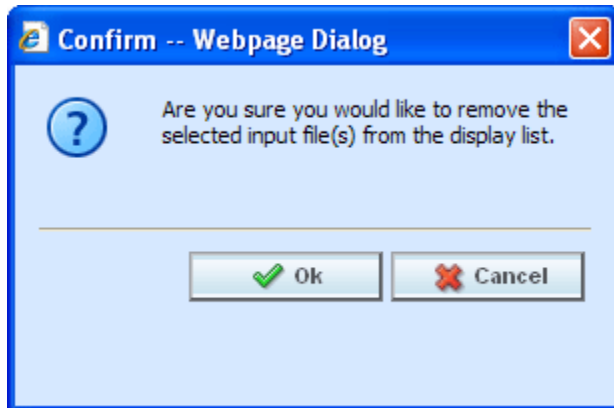 Confirm -- Webpage Dialog
Are you sure you would like to remove the
selected input file(s) from the display list.
Ok
Cancel